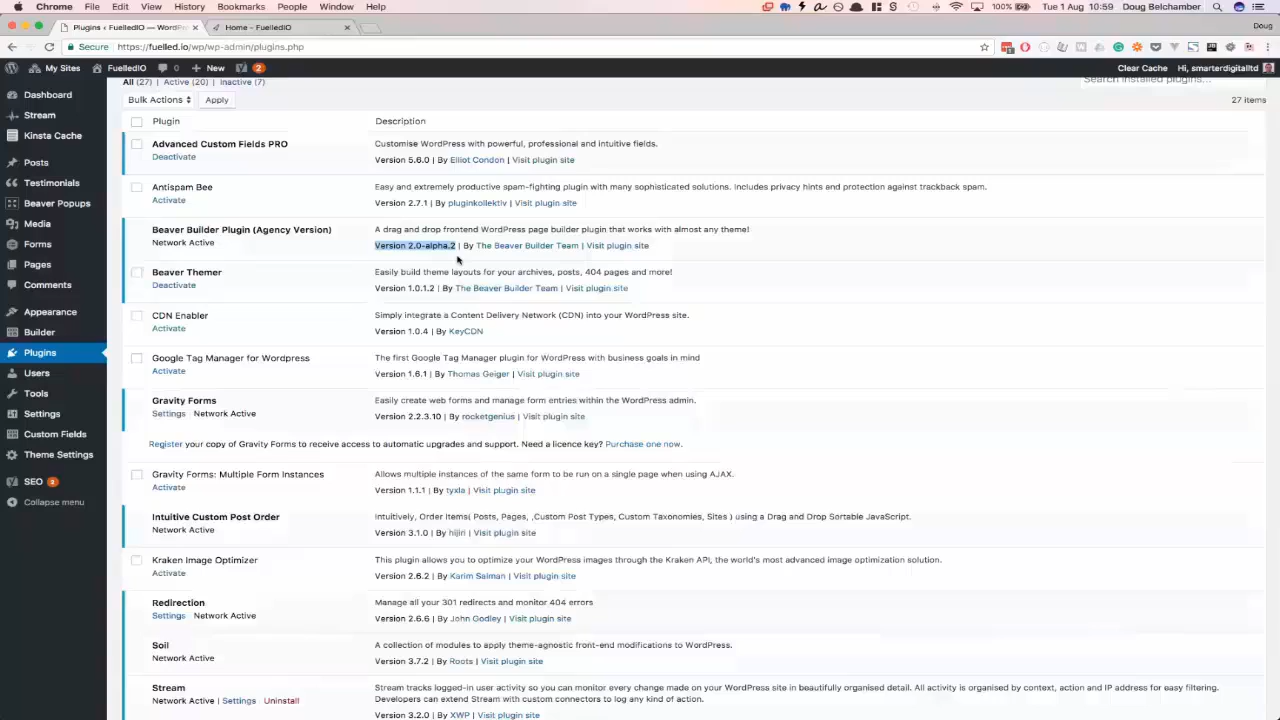 Chrome File Edit View History Bookmarks People Window Help 100% Tue 1 Aug 10:59 Doug Belchamber
Plugins ‹ FuelledIO — WordPr Home – FuelledIO Doug
Secure https://fuelled.io/wp/wp-admin/plugins.php
My Sites FuelledIO 0 New 2 Clear Cache Hi, smarterdigitalltd
All (27) | Active (20) | Inactive (7) Search installed plugins...
Bulk Actions Apply 27 items
Dashboard
Stream
Kinsta Cache
Posts
Testimonials
Beaver Popups
Media
Forms
Pages
Comments
Appearance
Builder
Plugins
Users
Tools
Settings
Custom Fields
Theme Settings
SEO 3
Collapse menu
Plugin Description
Advanced Custom Fields PRO Customise WordPress with powerful, professional and intuitive fields.
Deactivate Version 5.6.0 | By Elliot Condon | Visit plugin site
Antispam Bee Easy and extremely productive spam-fighting plugin with many sophisticated solutions. Includes privacy hints and protection against trackback spam.
Activate Version 2.7.1 | By pluginkollektiv | Visit plugin site
Beaver Builder Plugin (Agency Version) A drag and drop frontend WordPress page builder plugin that works with almost any theme!
Network Active Version 2.0-alpha.2 | By The Beaver Builder Team | Visit plugin site
Beaver Themer Easily build theme layouts for your archives, posts, 404 pages and more!
Deactivate Version 1.0.1.2 | By The Beaver Builder Team | Visit plugin site
CDN Enabler Simply integrate a Content Delivery Network (CDN) into your WordPress site.
Activate Version 1.0.4 | By KeyCDN
Google Tag Manager for Wordpress The first Google Tag Manager plugin for WordPress with business goals in mind
Activate Version 1.6.1 | By Thomas Geiger | Visit plugin site
Gravity Forms Easily create web forms and manage form entries within the WordPress admin.
Settings Network Active Version 2.2.3.10 | By rocketgenius | Visit plugin site
Register your copy of Gravity Forms to receive access to automatic upgrades and support. Need a licence key? Purchase one now.
Gravity Forms: Multiple Form Instances Allows multiple instances of the same form to be run on a single page when using AJAX.
Activate Version 1.1.1 | By tyxla | Visit plugin site
Intuitive Custom Post Order Intuitively, Order Items( Posts, Pages, ,Custom Post Types, Custom Taxonomies, Sites ) using a Drag and Drop Sortable JavaScript.
Network Active Version 3.1.0 | By hijiri | Visit plugin site
Kraken Image Optimizer This plugin allows you to optimize your WordPress images through the Kraken API, the world's most advanced image optimization solution.
Activate Version 2.6.2 | By Karim Salman | Visit plugin site
Redirection Manage all your 301 redirects and monitor 404 errors
Settings Network Active Version 2.6.6 | By John Godley | Visit plugin site
Soil A collection of modules to apply theme-agnostic front-end modifications to WordPress.
Network Active Version 3.7.2 | By Roots | Visit plugin site
Stream Stream tracks logged-in user activity so you can monitor every change made on your WordPress site in beautifully organised detail. All activity is organised by context, action and IP address for easy filtering.
Network Active | Settings | Uninstall Developers can extend Stream with custom connectors to log any kind of action.
Version 3.2.0 | By XWP | Visit plugin site